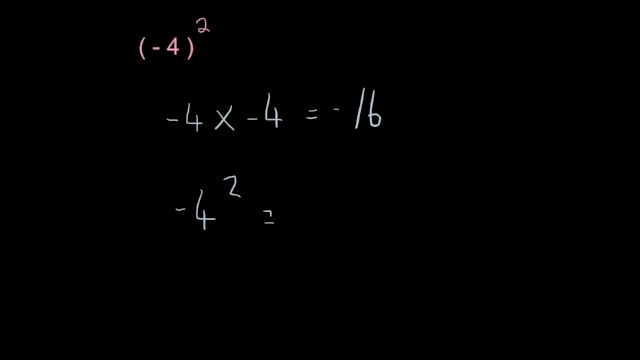 (-4)²
-4 x -4 = -16
-4² =